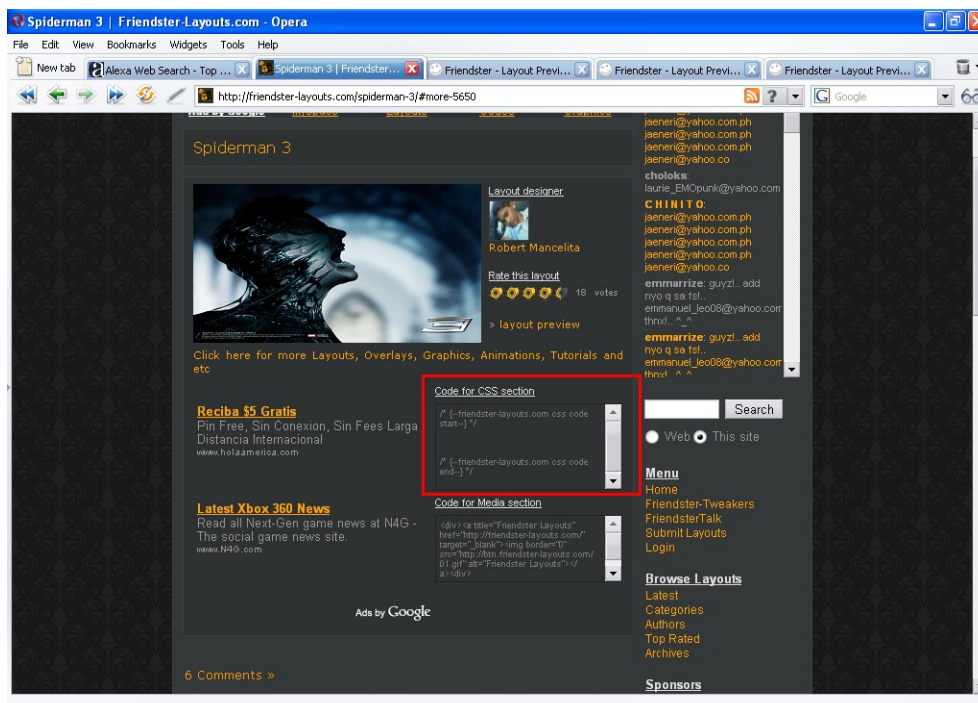 Spiderman 3 | Friendster-Layouts.com - Opera
File Edit View Bookmarks Widgets Tools Help
New tab
Alexa Web Search - Top ...
Spiderman 3 | Friendster...
Friendster - Layout Previ...
Friendster - Layout Previ...
Friendster - Layout Previ...
http://friendster-layouts.com/spiderman-3/#more-5650
Google
Ads by Google
Spiderman 3
Layout designer
Robert Mancelita
Rate this layout
18 votes
» layout preview
Click here for more Layouts, Overlays, Graphics, Animations, Tutorials and
etc
Reciba $5 Gratis
Pin Free, Sin Conexion, Sin Fees Larga
Distancia Internacional
www.holaamerica.com
Latest Xbox 360 News
Read all Next-Gen game news at N4G -
The social game news site.
www.N4G.com
Code for CSS section
/* [--friendster-layouts.com css code
start--] */
/* [--friendster-layouts.com css code
end--] */
Code for Media section
<div><a title="Friendster Layouts"
href="http://friendster-layouts.com/"
target="_blank"><img border="0"
src="http://btn.friendster-layouts.com/
01.gif" alt="Friendster Layouts"></
a><div>
Ads by Google
6 Comments »
jaeneri@yahoo.com.ph
jaeneri@yahoo.com.ph
jaeneri@yahoo.com.ph
jaeneri@yahoo.co
choloks:
laurie_EMOpunk@yahoo.com
C H I N I T O:
jaeneri@yahoo.com.ph
jaeneri@yahoo.com.ph
jaeneri@yahoo.com.ph
jaeneri@yahoo.com.ph
jaeneri@yahoo.co
emmarrize: guyz!.. add
nyo q sa fs!..
emmanuel_leo08@yahoo.com
thnx!.. ^_^
emmarrize: guyz!.. add
nyo q sa fs!..
emmanuel_leo08@yahoo.com
thnx!.. ^_^
Search
Web This site
Menu
Home
Friendster-Tweakers
FriendsterTalk
Submit Layouts
Login
Browse Layouts
Latest
Categories
Authors
Top Rated
Archives
Sponsors